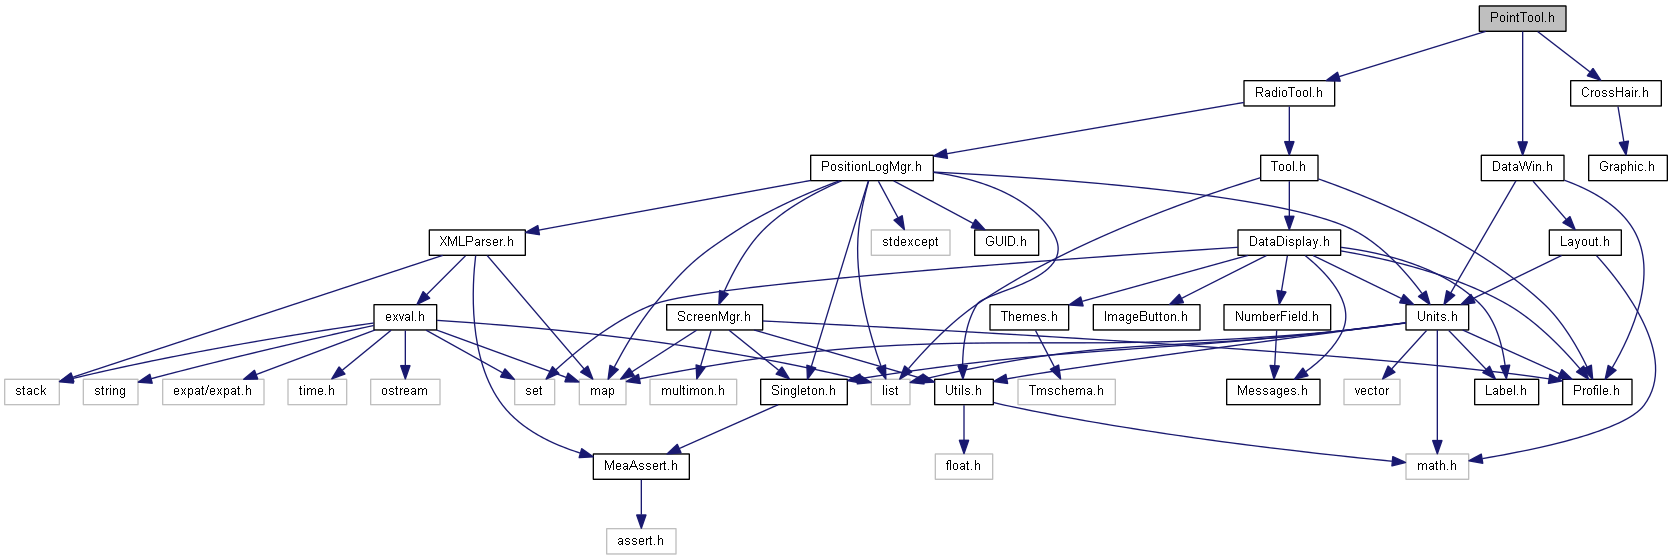 PointTool.h
RadioTool.h
CrossHair.h
PositionLogMgr.h
Tool.h
DataWin.h
Graphic.h
XMLParser.h
stdexcept
GUID.h
DataDisplay.h
Layout.h
exval.h
ScreenMgr.h
Themes.h
ImageButton.h
NumberField.h
Units.h
stack
string
expat/expat.h
time.h
ostream
set
map
multimon.h
Singleton.h
list
Utils.h
Tmschema.h
Messages.h
vector
Label.h
Profile.h
MeaAssert.h
float.h
math.h
assert.h